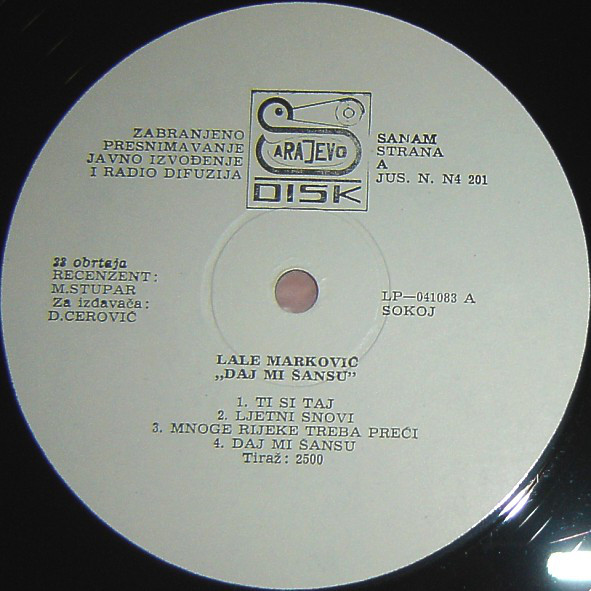 ZABRANJENO
PRESNIMAVANJE
JAVNO IZVOĐENJE
I RADIO DIFUZIJA
SARAJEVO
DISK
SANAM
STRANA
A
JUS. N. N4 201
33 obrtaja
RECENZENT:
M.STUPAR
Za izdavača:
D.CEROVIĆ
LP—041083 A
SOKOJ
LALE MARKOVIĆ
„DAJ MI ŠANSU”
1. TI SI TAJ
2. LJETNI SNOVI
3. MNOGE RIJEKE TREBA PREĆI
4. DAJ MI ŠANSU
Tiraž: 2500